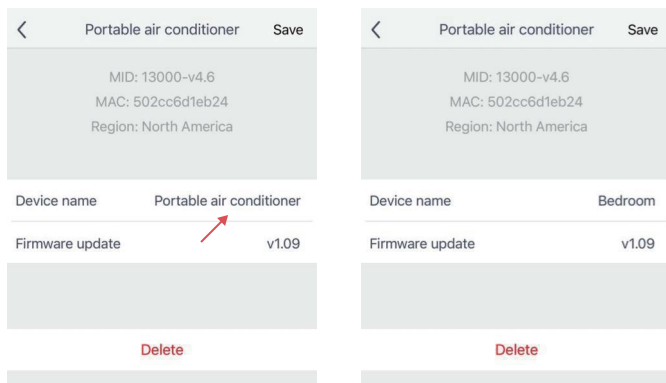 Portable air conditioner Save
MID: 13000-v4.6
MAC: 502cc6d1eb24
Region: North America
Device name Portable air conditioner
Firmware update v1.09
Delete
Portable air conditioner Save
MID: 13000-v4.6
MAC: 502cc6d1eb24
Region: North America
Device name Bedroom
Firmware update v1.09
Delete